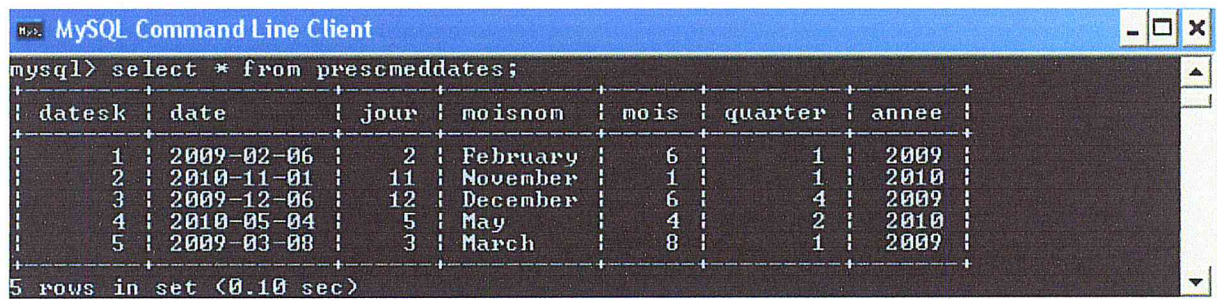 MySQL Command Line Client
mysql> select * from prescmeddates;
+--------+------------+------+----------+------+---------+-------+
| datesk | date | jour | moisnom | mois | quarter | annee |
+--------+------------+------+----------+------+---------+-------+
| 1 | 2009-02-06 | 2 | February | 6 | 1 | 2009 |
| 2 | 2010-11-01 | 11 | November | 1 | 1 | 2010 |
| 3 | 2009-12-06 | 12 | December | 6 | 4 | 2009 |
| 4 | 2010-05-04 | 5 | May | 4 | 2 | 2010 |
| 5 | 2009-03-08 | 3 | March | 8 | 1 | 2009 |
+--------+------------+------+----------+------+---------+-------+
5 rows in set (0.10 sec)